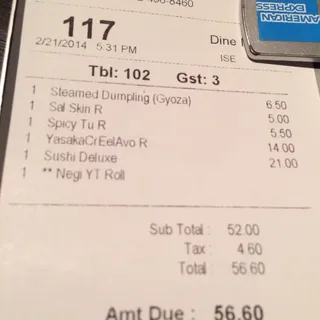 -8460
117
Dine
2/21/2014 5:31 PM
ISE
Tbl: 102 Gst: 3
1 Steamed Dumpling (Gyoza) 6.50
1 Sal Skin R 5.00
1 Spicy Tu R 5.50
1 YasakaCrEelAvo R 14.00
1 Sushi Deluxe 21.00
1 ** Negi YT Roll
Sub Total : 52.00
Tax : 4.60
Total : 56.60
Amt Due : 56.60
AMERICAN EXPRESS